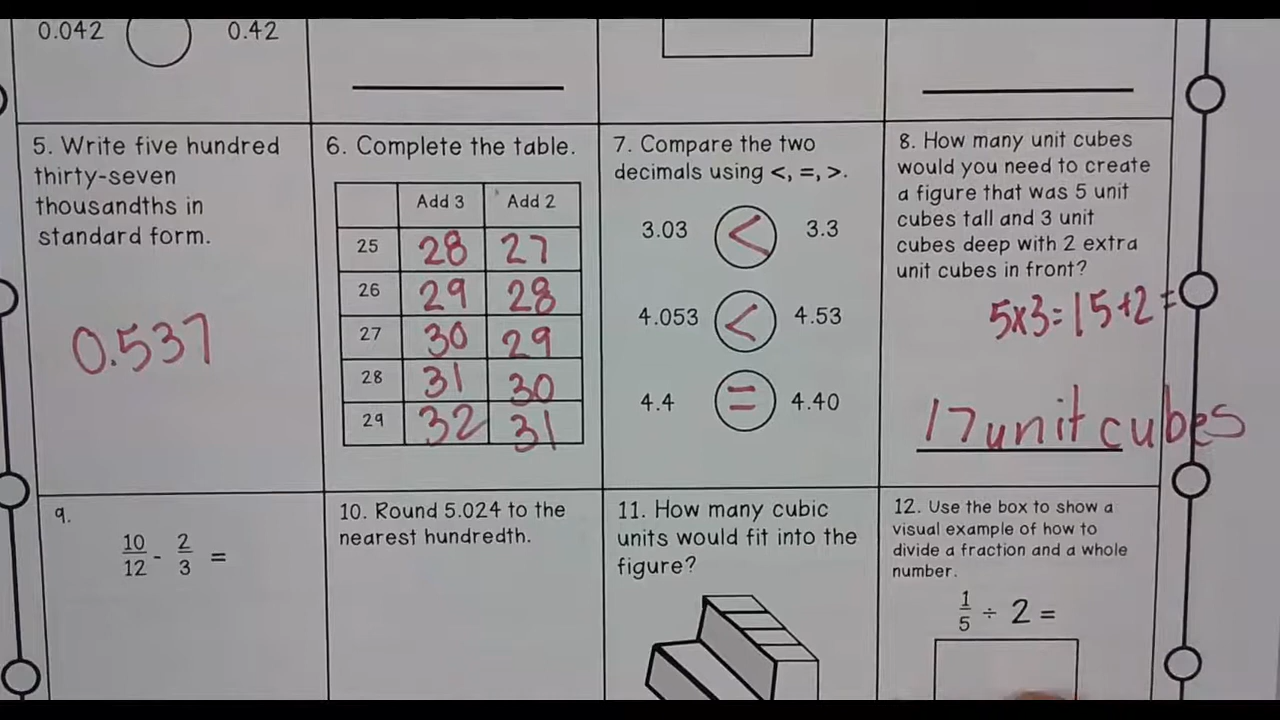 0.042 0.42
5. Write five hundred
thirty-seven
thousandths in
standard form.
0.537
6. Complete the table.
Add 3 Add 2
25 28 27
26 29 28
27 30 29
28 31 30
29 32 31
7. Compare the two
decimals using <, =, >.
3.03 < 3.3
4.053 < 4.53
4.4 = 4.40
8. How many unit cubes
would you need to create
a figure that was 5 unit
cubes tall and 3 unit
cubes deep with 2 extra
unit cubes in front?
5x3=15+2=
17 unit cubes
9.
10/12 - 2/3 =
10. Round 5.024 to the
nearest hundredth.
11. How many cubic
units would fit into the
figure?
12. Use the box to show a
visual example of how to
divide a fraction and a whole
number.
1/5 ÷ 2 =